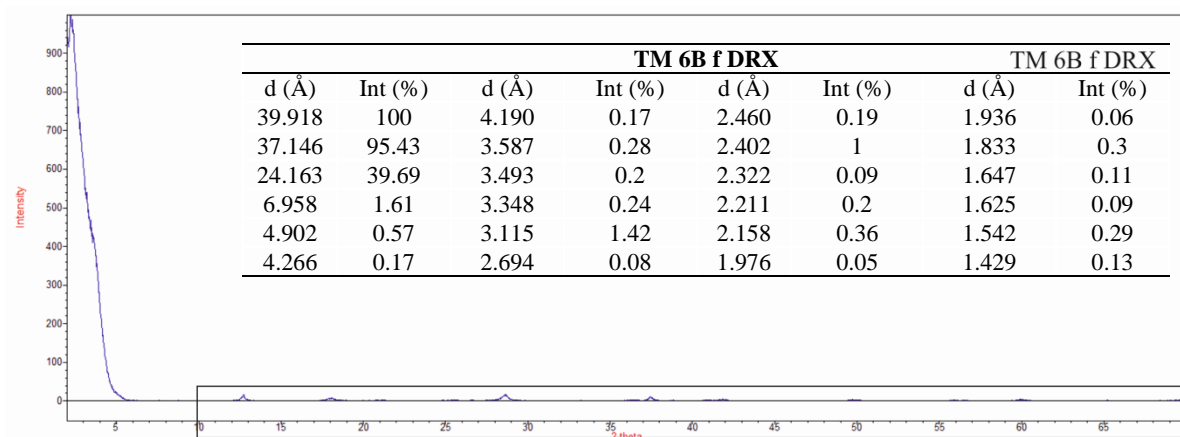 TM 6B f DRX TM 6B f DRX
d (Å) Int (%) d (Å) Int (%) d (Å) Int (%) d (Å) Int (%)
39.918 100 4.190 0.17 2.460 0.19 1.936 0.06
37.146 95.43 3.587 0.28 2.402 1 1.833 0.3
24.163 39.69 3.493 0.2 2.322 0.09 1.647 0.11
6.958 1.61 3.348 0.24 2.211 0.2 1.625 0.09
4.902 0.57 3.115 1.42 2.158 0.36 1.542 0.29
4.266 0.17 2.694 0.08 1.976 0.05 1.429 0.13
Intensity
900
800
700
600
500
400
300
200
100
0
5 10 15 20 25 30 35 40 45 50 55 60 65
2 theta